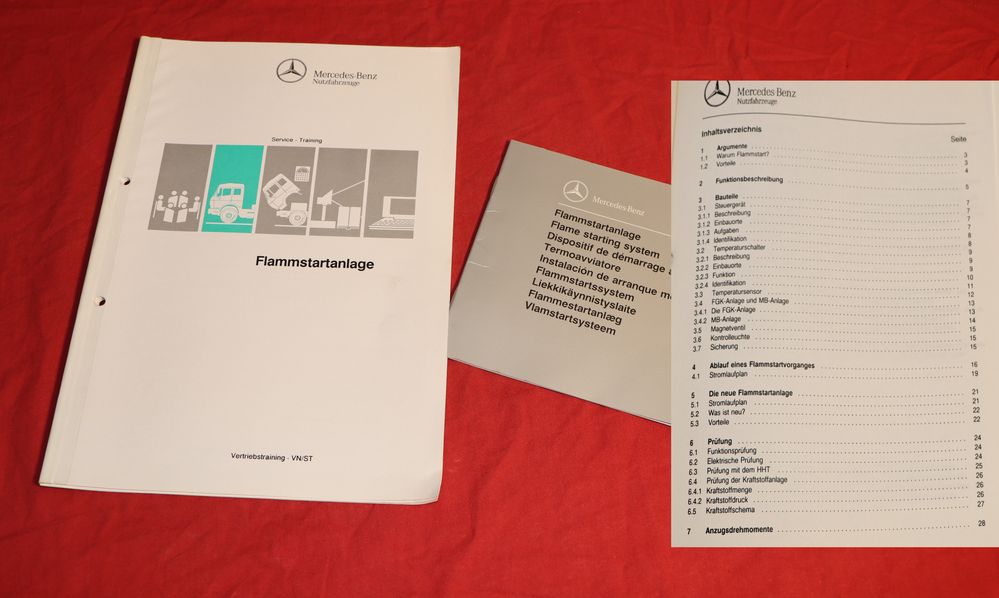 Mercedes-Benz
Nutzfahrzeuge
Service - Training
Flammstartanlage
Vertriebstraining - VN/ST
Mercedes-Benz
Flammstartanlage
Flame starting system
Dispositif de démarrage a
Termoavviatore
Instalación de arranque me
Flammstartssystem
Liekkikäynnistyslaite
Flammestartanlæg
Vlamstartsysteem
Mercedes-Benz
Nutzfahrzeuge
Inhaltsverzeichnis
Seite
1 Argumente 3
1.1 Warum Flammstart? 3
1.2 Vorteile 4
2 Funktionsbeschreibung 5
3 Bauteile 7
3.1 Steuergerät 7
3.1.1 Beschreibung 7
3.1.2 Einbauorte 7
3.1.3 Aufgaben 8
3.1.4 Identifikation 8
3.2 Temperaturschalter 9
3.2.1 Beschreibung 9
3.2.2 Einbauorte 9
3.2.3 Funktion 10
3.2.4 Identifikation 11
3.3 Temperatursensor 12
3.4 FGK-Anlage und MB-Anlage 13
3.4.1 Die FGK-Anlage 13
3.4.2 MB-Anlage 14
3.5 Magnetventil 15
3.6 Kontrolleuchte 15
3.7 Sicherung 15
4 Ablauf eines Flammstartvorganges 16
4.1 Stromlaufplan 19
5 Die neue Flammstartanlage 21
5.1 Stromlaufplan 21
5.2 Was ist neu? 22
5.3 Vorteile 22
6 Prüfung 24
6.1 Funktionsprüfung 24
6.2 Elektrische Prüfung 24
6.3 Prüfung mit dem HHT 25
6.4 Prüfung der Kraftstoffanlage 26
6.4.1 Kraftstoffmenge 26
6.4.2 Kraftstoffdruck 26
6.5 Kraftstoffschema 27
7 Anzugsdrehmomente 28